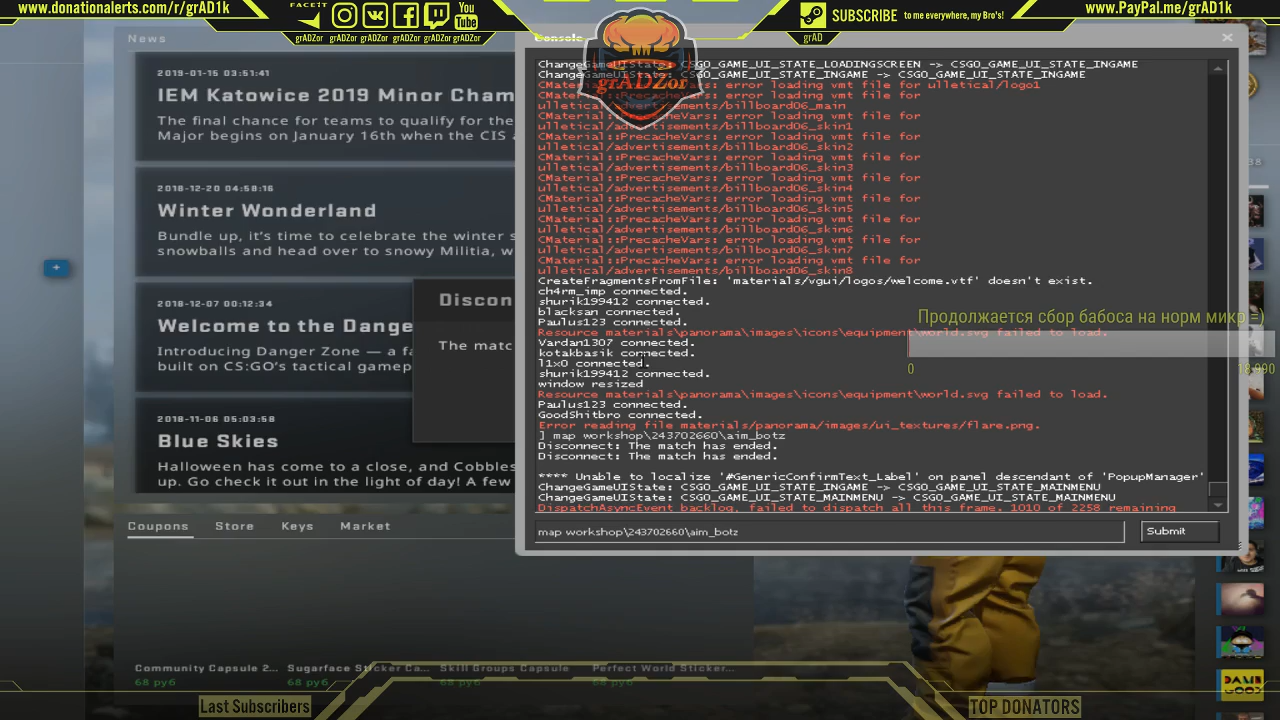 www.donationalerts.com/r/grAD1k
FACEIT
You
Tube
grADZor grADZor grADZor grADZor grADZor grADZor
SUBSCRIBE to me everywhere, my Bro's!
grAD
www.PayPal.me/grAD1k
grADZor
News
2019-01-15 03:51:41
IEM Katowice 2019 Minor Cham
The final chance for teams to qualify for the
Major begins on January 16th when the CIS
2018-12-20 04:58:16
Winter Wonderland
Bundle up, it's time to celebrate the winter s
snowballs and head over to snowy Militia, w
2018-12-07 00:12:34
Welcome to the Dange
Introducing Danger Zone — a fa
built on CS:GO's tactical gamep
2018-11-06 05:03:58
Blue Skies
Halloween has come to a close, and Cobbles
up. Go check it out in the light of day! A few
Discon
The matc
Coupons Store Keys Market
Community Capsule 2... Sugarface Sticker Ca... Skill Groups Capsule Perfect World Sticker...
68 руб 68 руб 68 руб 68 руб
Console
ChangeGameUIState: CSGO_GAME_UI_STATE_LOADINGSCREEN -> CSGO_GAME_UI_STATE_INGAME
ChangeGameUIState: CSGO_GAME_UI_STATE_INGAME -> CSGO_GAME_UI_STATE_INGAME
CMaterial::PrecacheVars: error loading vmt file for ulletical/logo1
CMaterial::PrecacheVars: error loading vmt file for
ulletical/advertisements/billboard06_main
CMaterial::PrecacheVars: error loading vmt file for
ulletical/advertisements/billboard06_skin1
CMaterial::PrecacheVars: error loading vmt file for
ulletical/advertisements/billboard06_skin2
CMaterial::PrecacheVars: error loading vmt file for
ulletical/advertisements/billboard06_skin3
CMaterial::PrecacheVars: error loading vmt file for
ulletical/advertisements/billboard06_skin4
CMaterial::PrecacheVars: error loading vmt file for
ulletical/advertisements/billboard06_skin5
CMaterial::PrecacheVars: error loading vmt file for
ulletical/advertisements/billboard06_skin6
CMaterial::PrecacheVars: error loading vmt file for
ulletical/advertisements/billboard06_skin7
CMaterial::PrecacheVars: error loading vmt file for
ulletical/advertisements/billboard06_skin8
CreateFragmentsFromFile: 'materials/vgui/logos/welcome.vtf' doesn't exist.
ch4rm_imp connected.
shurik199412 connected.
blacksan connected.
Paulus123 connected.
Resource materials\panorama\images\icons\equipment\world.svg failed to load.
Vardan1307 connected.
kotakbasik connected.
l1x0 connected.
shurik199412 connected.
window resized
Resource materials\panorama\images\icons\equipment\world.svg failed to load.
Paulus123 connected.
GoodShitbro connected.
Error reading file materials/panorama/images/ui_textures/flare.png.
] map workshop\243702660\aim_botz
Disconnect: The match has ended.
Disconnect: The match has ended.
**** Unable to localize '#GenericConfirmText_Label' on panel descendant of 'PopupManager'
ChangeGameUIState: CSGO_GAME_UI_STATE_INGAME -> CSGO_GAME_UI_STATE_MAINMENU
ChangeGameUIState: CSGO_GAME_UI_STATE_MAINMENU -> CSGO_GAME_UI_STATE_MAINMENU
DispatchAsyncEvent backlog, failed to dispatch all this frame. 1010 of 2258 remaining
map workshop\243702660\aim_botz
Submit
Продолжается сбор бабоса на норм микр =)
0
18 990
DAMB
GOOD
Last Subscribers
TOP DONATORS